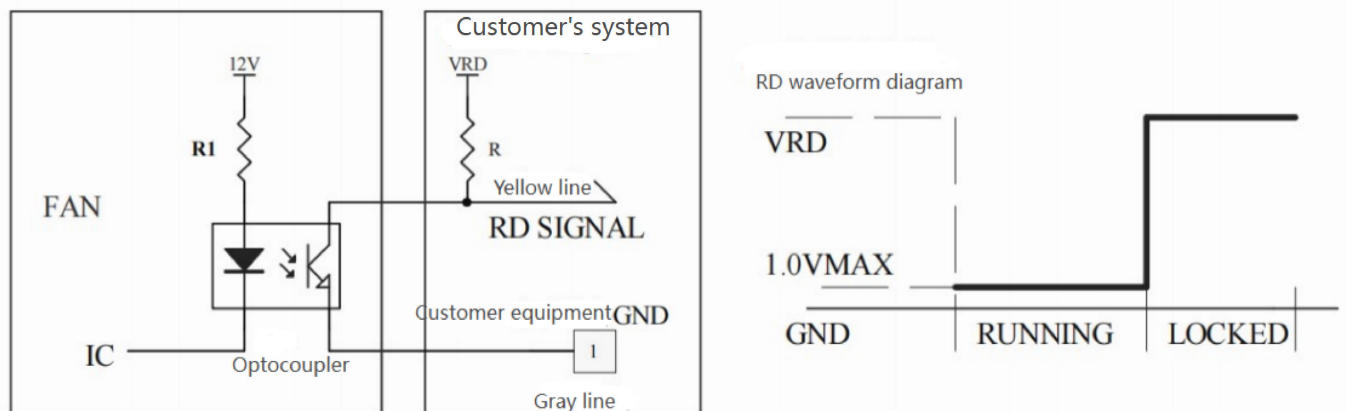 Customer's system
12V
VRD
R1
R
Yellow line
FAN
RD SIGNAL
Customer equipment GND
1
IC
Optocoupler
Gray line
RD waveform diagram
VRD
1.0VMAX
GND
RUNNING
LOCKED